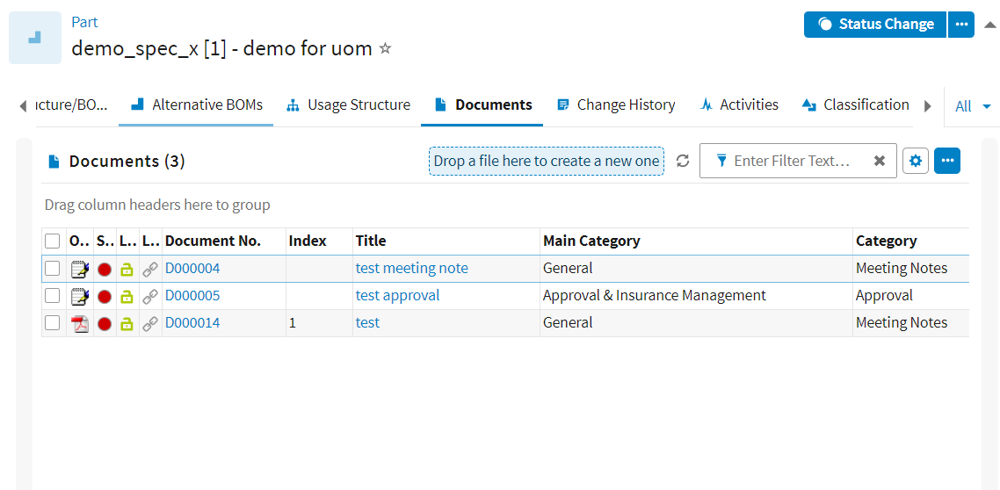 Part
Status Change
demo_spec_x [1] - demo for uom
ucture/BO... Alternative BOMs Usage Structure Documents Change History Activities Classification All
Documents (3) Drop a file here to create a new one Enter Filter Text...
Drag column headers here to group
O.. S.. L.. L.. Document No. Index Title Main Category Category
D000004 test meeting note General Meeting Notes
D000005 test approval Approval & Insurance Management Approval
D000014 1 test General Meeting Notes